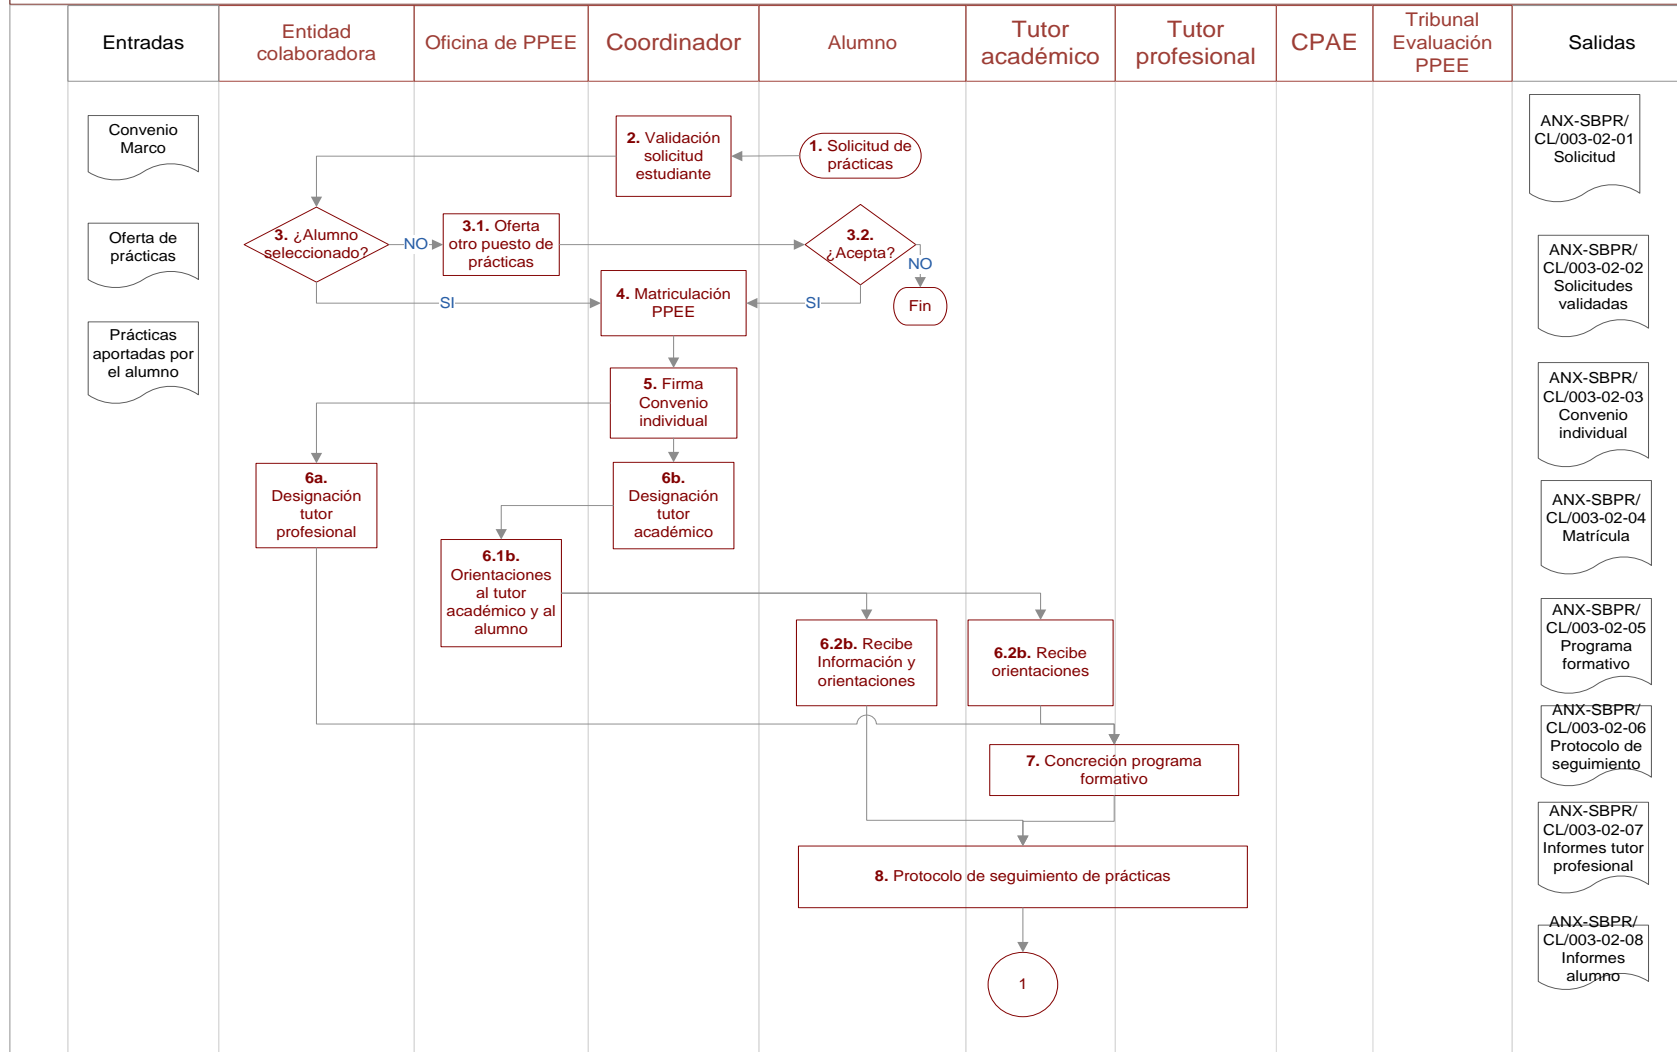 Entradas
Entidad
colaboradora
Oficina de PPEE
Coordinador
Alumno
Tutor
académico
Tutor
profesional
CPAE
Tribunal
Evaluación
PPEE
Salidas
Convenio
Marco
Oferta de
prácticas
Prácticas
aportadas por
el alumno
1. Solicitud de
prácticas
2. Validación
solicitud
estudiante
3. ¿Alumno
seleccionado?
NO
3.1. Oferta
otro puesto de
prácticas
3.2.
¿Acepta?
NO
Fin
SI
SI
4. Matriculación
PPEE
5. Firma
Convenio
individual
6a.
Designación
tutor
profesional
6b.
Designación
tutor
académico
6.1b.
Orientaciones
al tutor
académico y al
alumno
6.2b. Recibe
Información y
orientaciones
6.2b. Recibe
orientaciones
7. Concreción programa
formativo
8. Protocolo de seguimiento de prácticas
1
ANX-SBPR/
CL/003-02-01
Solicitud
ANX-SBPR/
CL/003-02-02
Solicitudes
validadas
ANX-SBPR/
CL/003-02-03
Convenio
individual
ANX-SBPR/
CL/003-02-04
Matrícula
ANX-SBPR/
CL/003-02-05
Programa
formativo
ANX-SBPR/
CL/003-02-06
Protocolo de
seguimiento
ANX-SBPR/
CL/003-02-07
Informes tutor
profesional
ANX-SBPR/
CL/003-02-08
Informes
alumno